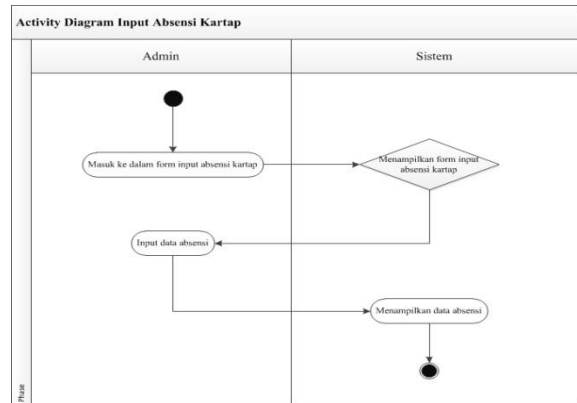 Activity Diagram Input Absensi Kartap
Admin
Sistem
Masuk ke dalam form input absensi kartap
Menampilkan form input
absensi kartap
Input data absensi
Menampilkan data absensi
Phase